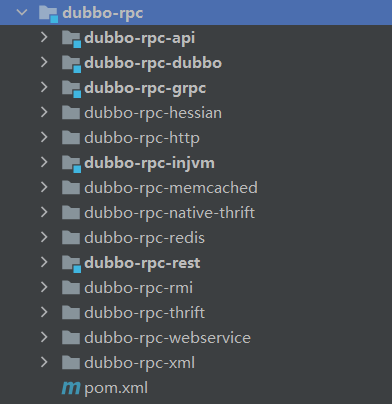 dubbo-rpc
dubbo-rpc-api
dubbo-rpc-dubbo
dubbo-rpc-grpc
dubbo-rpc-hessian
dubbo-rpc-http
dubbo-rpc-injvm
dubbo-rpc-memcached
dubbo-rpc-native-thrift
dubbo-rpc-redis
dubbo-rpc-rest
dubbo-rpc-rmi
dubbo-rpc-thrift
dubbo-rpc-webservice
dubbo-rpc-xml
m pom.xml